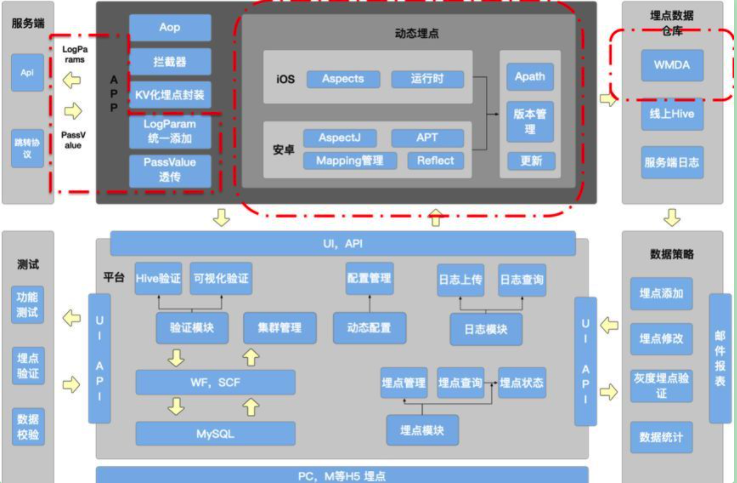 服务端
Api
跳转协
议
LogPa
rams
PassV
alue
A
P
P
Aop
拦截器
KV化埋点封装
LogParam
统一添加
PassValue
透传
动态埋点
iOS
Aspects
运行时
安卓
AspectJ
APT
Mapping管理
Reflect
Apath
版本管
理
更新
埋点数据
仓库
WMDA
线上Hive
服务端日志
测试
功能
测试
埋点
验证
数据
校验
UI，API
平台
U
I
A
P
I
Hive验证
可视化验证
验证模块
集群管理
WF，SCF
MySQL
配置管理
动态配置
日志上传
日志查询
日志模块
埋点管理
埋点查询
埋点状态
埋点模块
U
I
A
P
I
数据策略
埋点添加
埋点修改
灰度埋点验
证
数据统计
邮
件
报
表
PC，M等H5 埋点